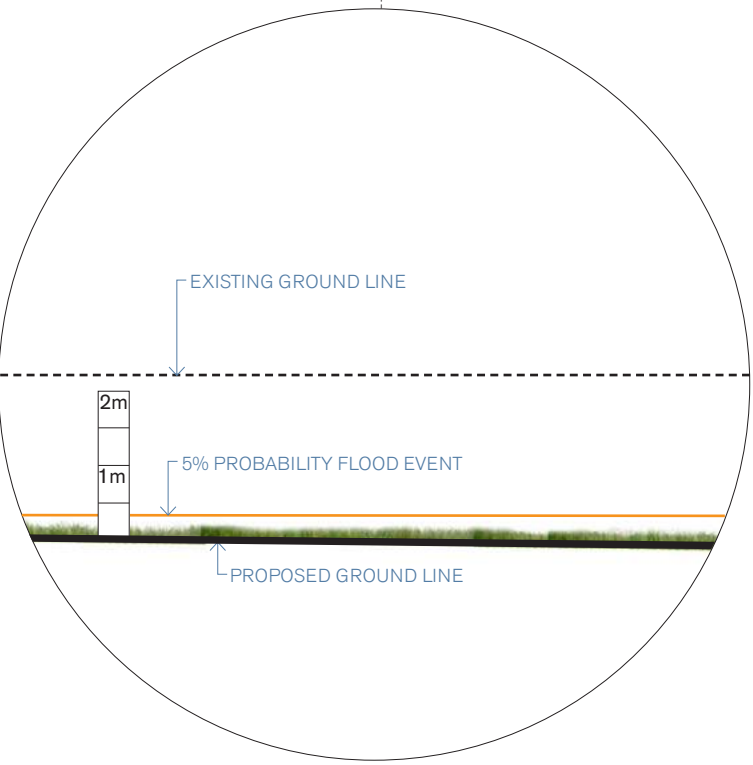 EXISTING GROUND LINE
2m
5% PROBABILITY FLOOD EVENT
1m
PROPOSED GROUND LINE